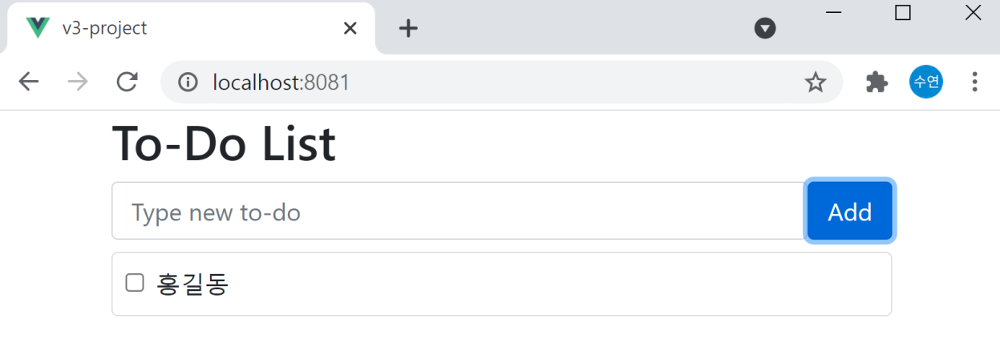 v3-project
localhost:8081
수연
To-Do List
Type new to-do
Add
홍길동